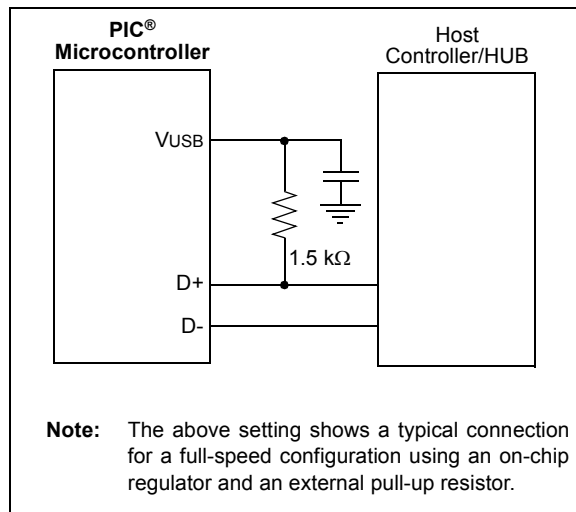 PIC®
Microcontroller
Host
Controller/HUB
VUSB
1.5 kΩ
D+
D-
Note: The above setting shows a typical connection
for a full-speed configuration using an on-chip
regulator and an external pull-up resistor.